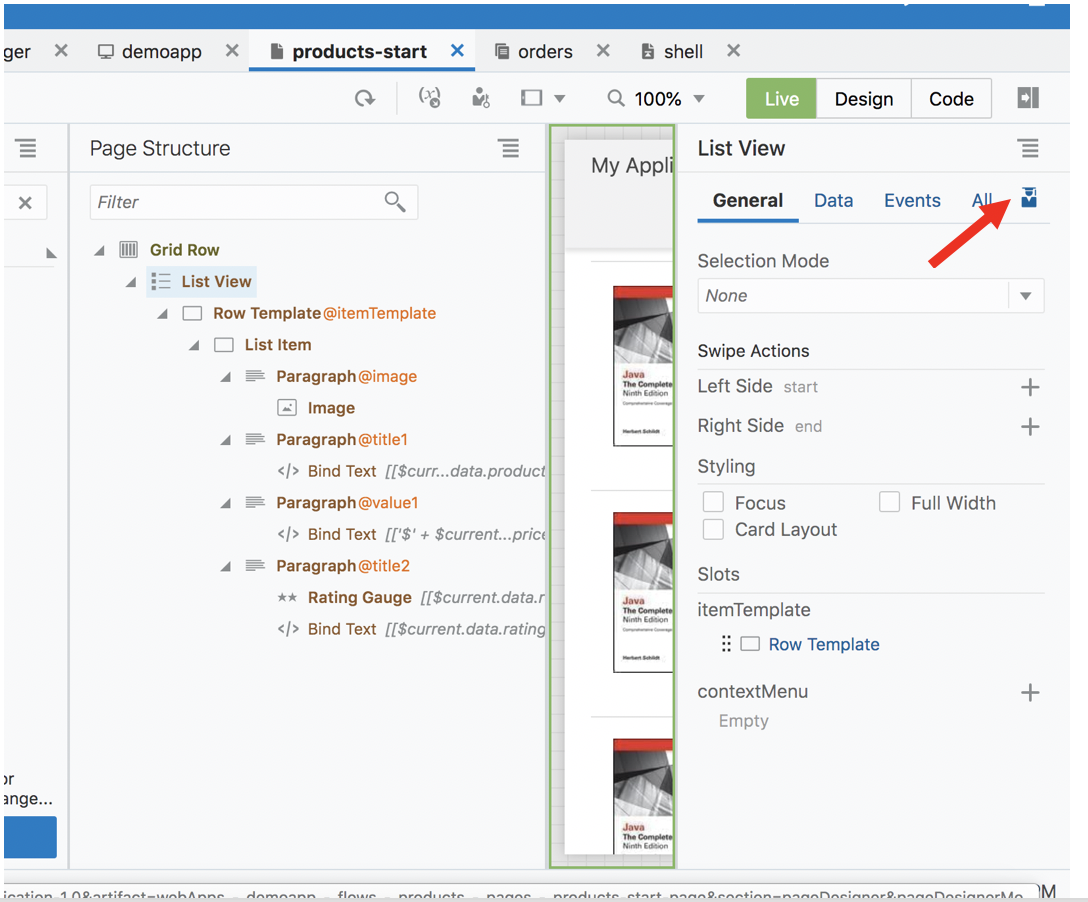 ger
demoapp
products-start
orders
shell
100%
Live
Design
Code
Page Structure
Filter
Grid Row
List View
Row Template@itemTemplate
List Item
Paragraph@image
Image
Paragraph@title1
</> Bind Text [[$curr...data.product
Paragraph@value1
</> Bind Text [['$' + $current...price
Paragraph@title2
Rating Gauge [[$current.data.r
</> Bind Text [[$current.data.rating
or
ange...
My Appli
Java
The Complete
Ninth Edition
Comprehensive Coverage
Herbert Schildt
Java
The Complete
Ninth Edition
Comprehensive Coverage
Herbert Schildt
Java
The Complete
Ninth Edition
List View
General
Data
Events
All
Selection Mode
None
Swipe Actions
Left Side start
Right Side end
Styling
Focus
Full Width
Card Layout
Slots
itemTemplate
Row Template
contextMenu
Empty
ication-1.0&artifact=webApps demoapp flows products pages products-start-page&section=pageDesigner&pageDesignerMo